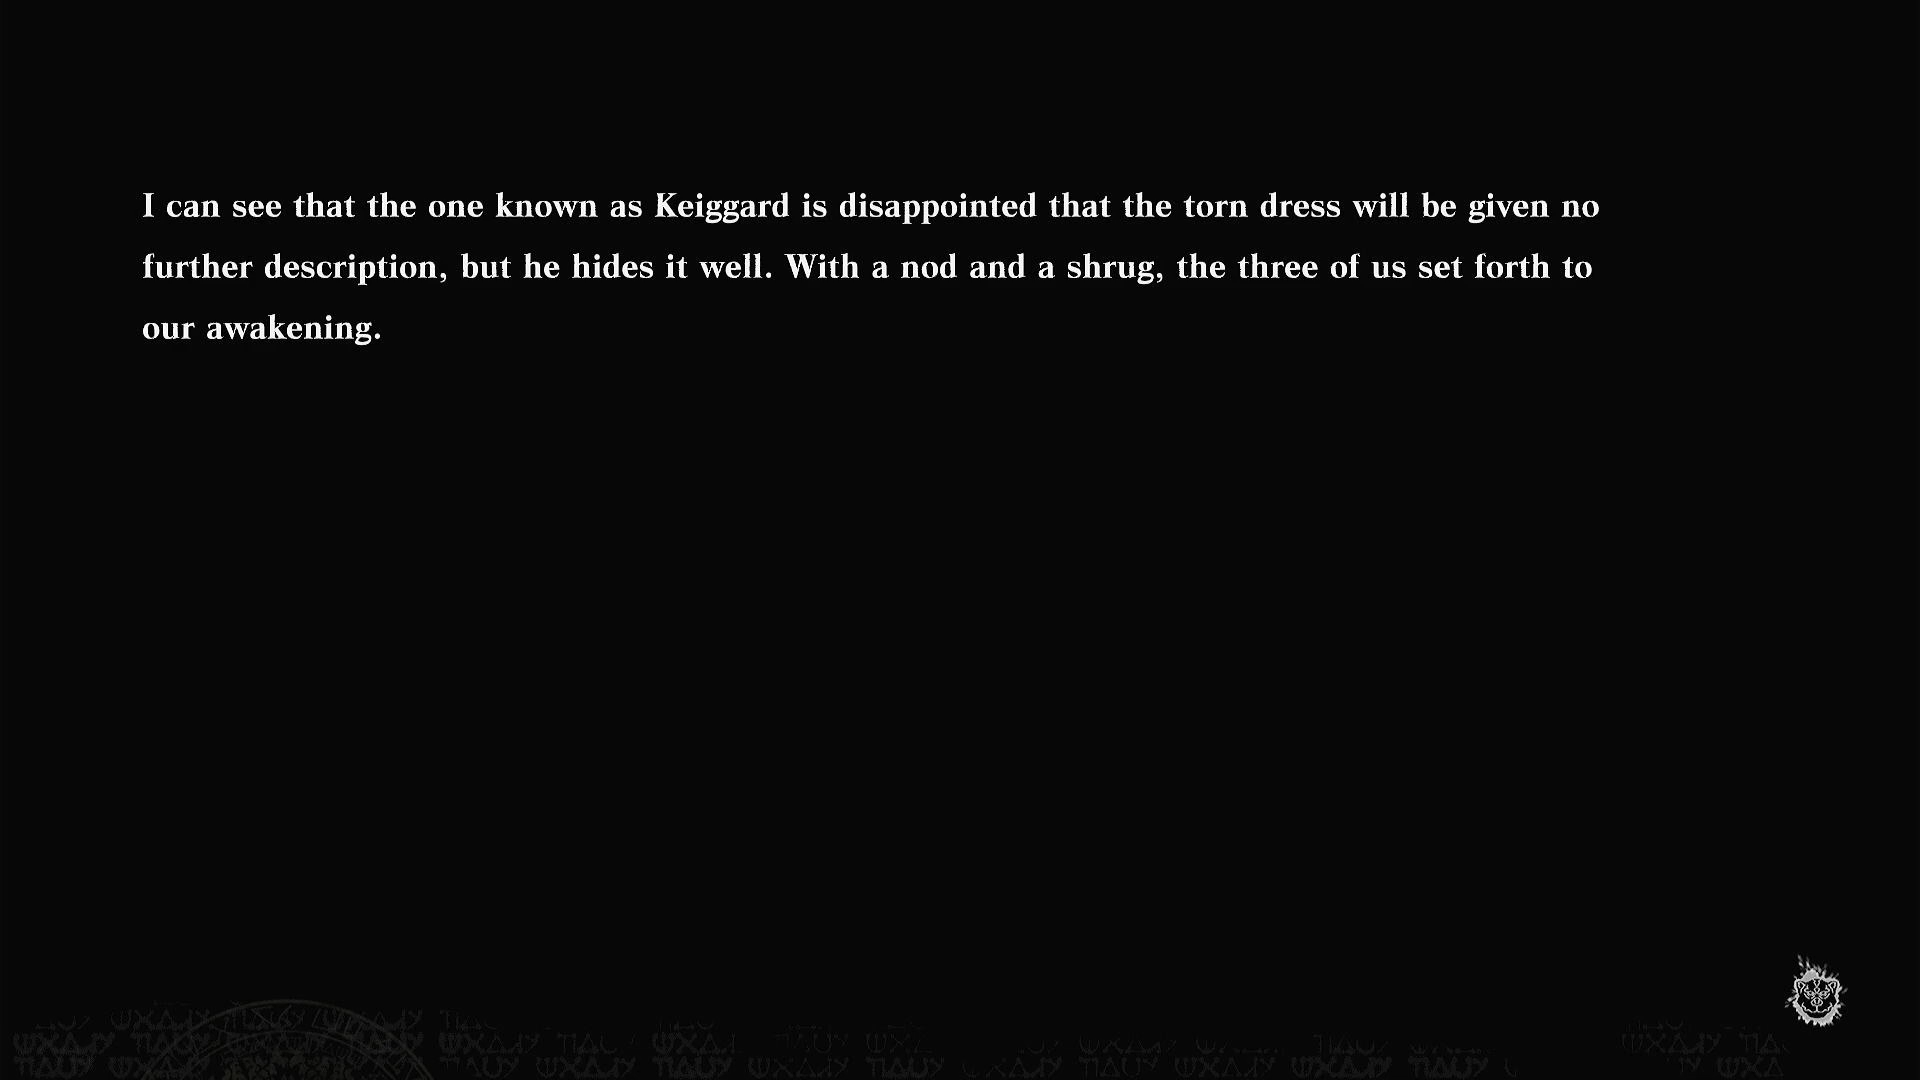 I can see that the one known as Keiggard is disappointed that the torn dress will be given no
further description, but he hides it well. With a nod and a shrug, the three of us set forth to
our awakening.